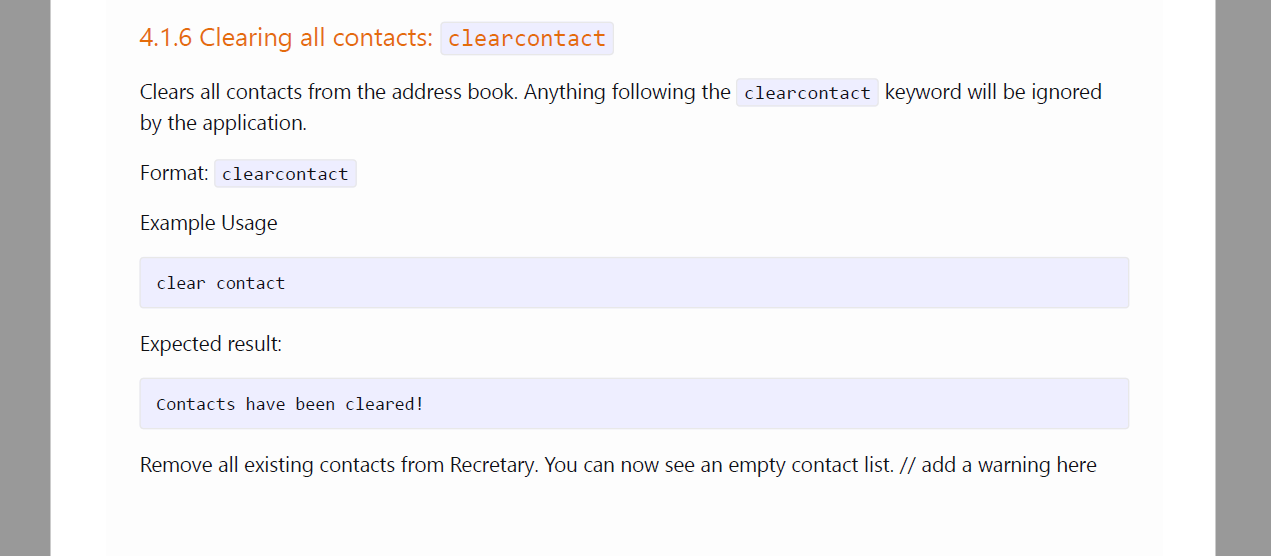 4.1.6 Clearing all contacts: clearcontact
Clears all contacts from the address book. Anything following the clearcontact keyword will be ignored
by the application.
Format: clearcontact
Example Usage
clear contact
Expected result:
Contacts have been cleared!
Remove all existing contacts from Recretary. You can now see an empty contact list. // add a warning here